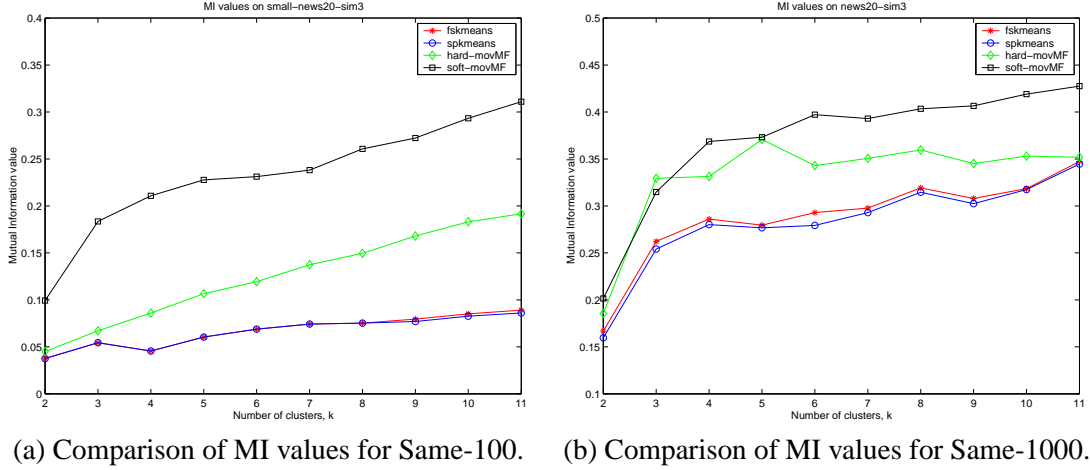 MI values on small−news20−sim3
0.4
0.35
0.3
0.25
0.2
0.15
0.1
0.05
0
Mutual Information value
fskmeans
spkmeans
hard−movMF
soft−movMF
2 3 4 5 6 7 8 9 10 11
Number of clusters, k
(a) Comparison of MI values for Same-100.
MI values on news20−sim3
0.5
0.45
0.4
0.35
0.3
0.25
0.2
0.15
0.1
Mutual Information value
fskmeans
spkmeans
hard−movMF
soft−movMF
2 3 4 5 6 7 8 9 10 11
Number of clusters, k
(b) Comparison of MI values for Same-1000.